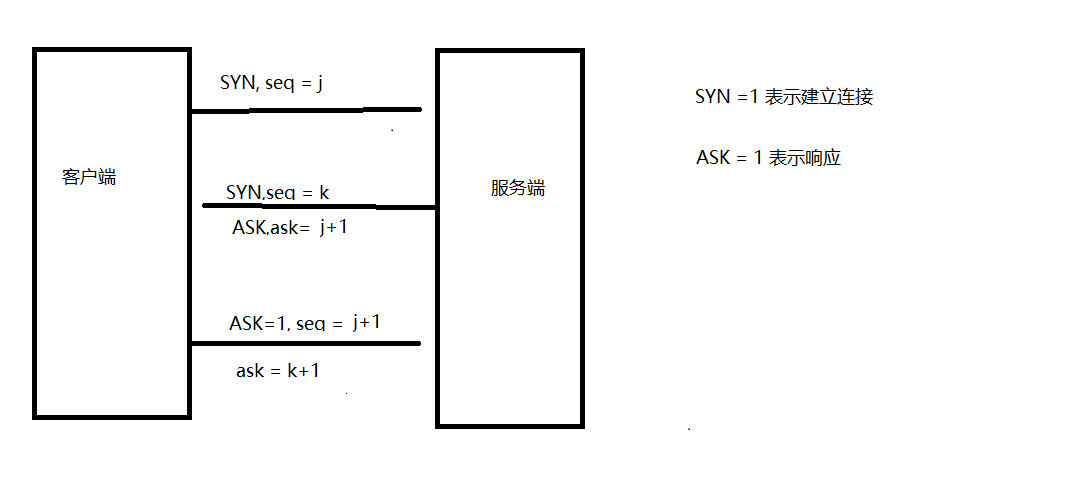 SYN, seq = j
SYN =1 表示建立连接
ASK = 1 表示响应
客户端
服务端
SYN,seq = k
ASK,ask= j+1
ASK=1, seq = j+1
ask = k+1